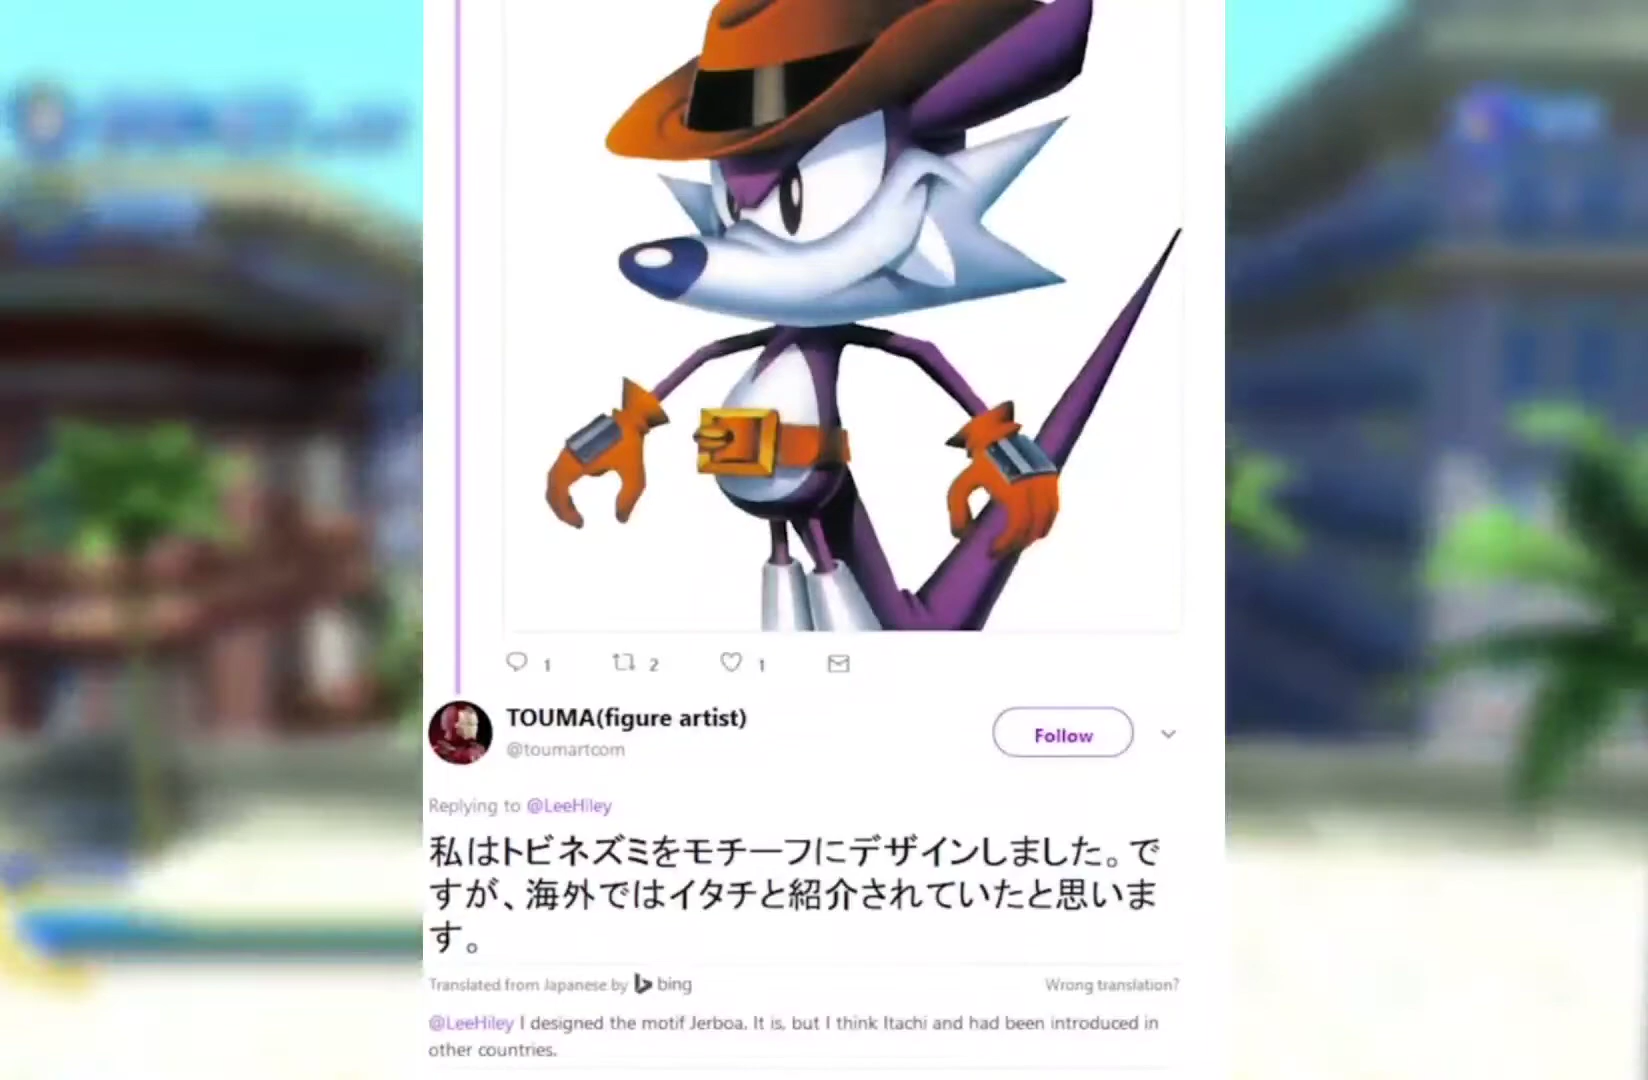 1 2 1
TOUMA(figure artist)
@toumartcom
Follow
Replying to @LeeHiley
私はトビネズミをモチーフにデザインしました。で
すが、海外ではイタチと紹介されていたと思いま
す。
Translated from Japanese by bing
Wrong translation?
@LeeHiley I designed the motif Jerboa. It is, but I think Itachi and had been introduced in
other countries.